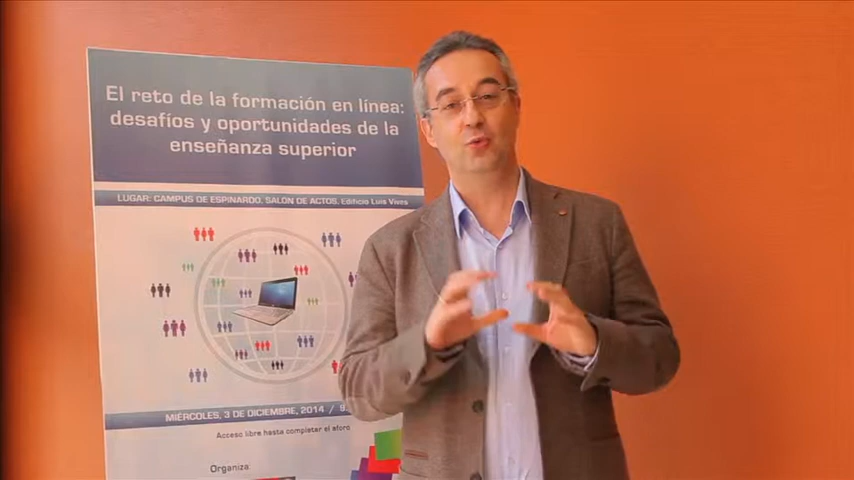 El reto de la formación en línea:
desafíos y oportunidades de la
enseñanza superior
LUGAR: CAMPUS DE ESPINARDO. SALÓN DE ACTOS, Edificio Luis Vives
MIÉRCOLES, 3 DE DICIEMBRE, 2014 /
Acceso libre hasta completar el aforo
Organiza